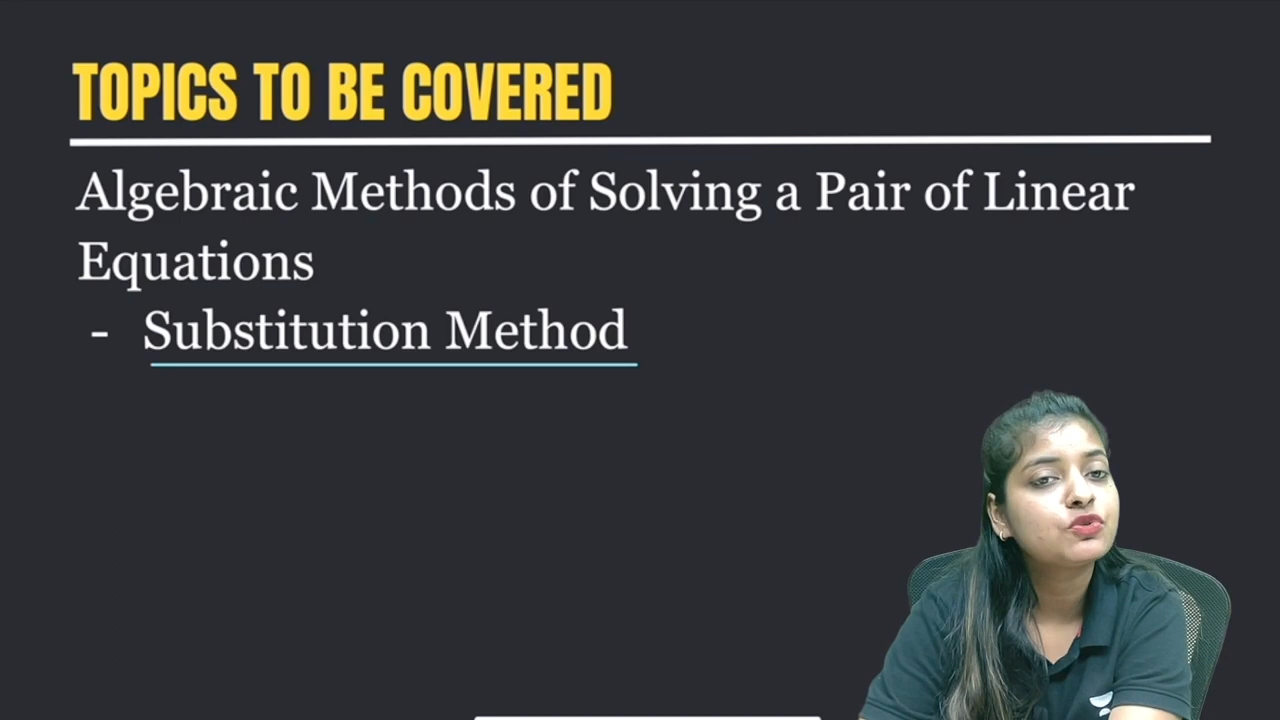 TOPICS TO BE COVERED
Algebraic Methods of Solving a Pair of Linear
Equations
- Substitution Method